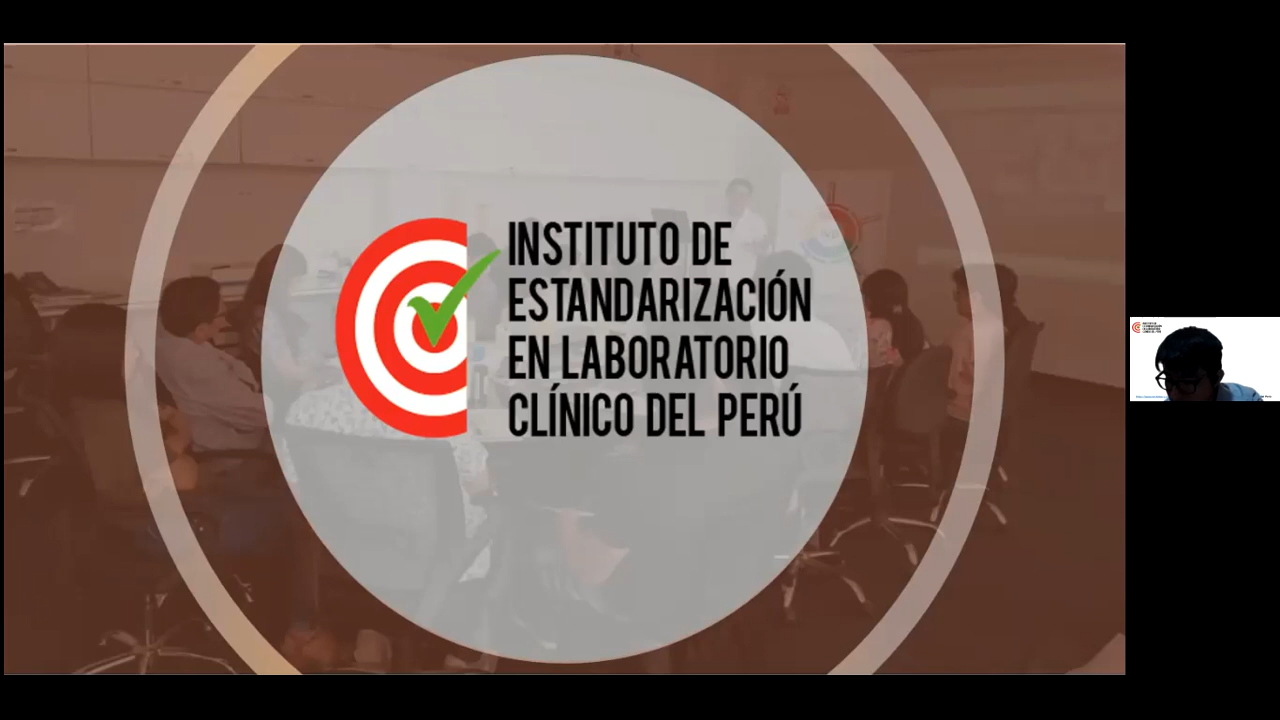 INSTITUTO DE
ESTANDARIZACIÓN
EN LABORATORIO
CLÍNICO DEL PERÚ